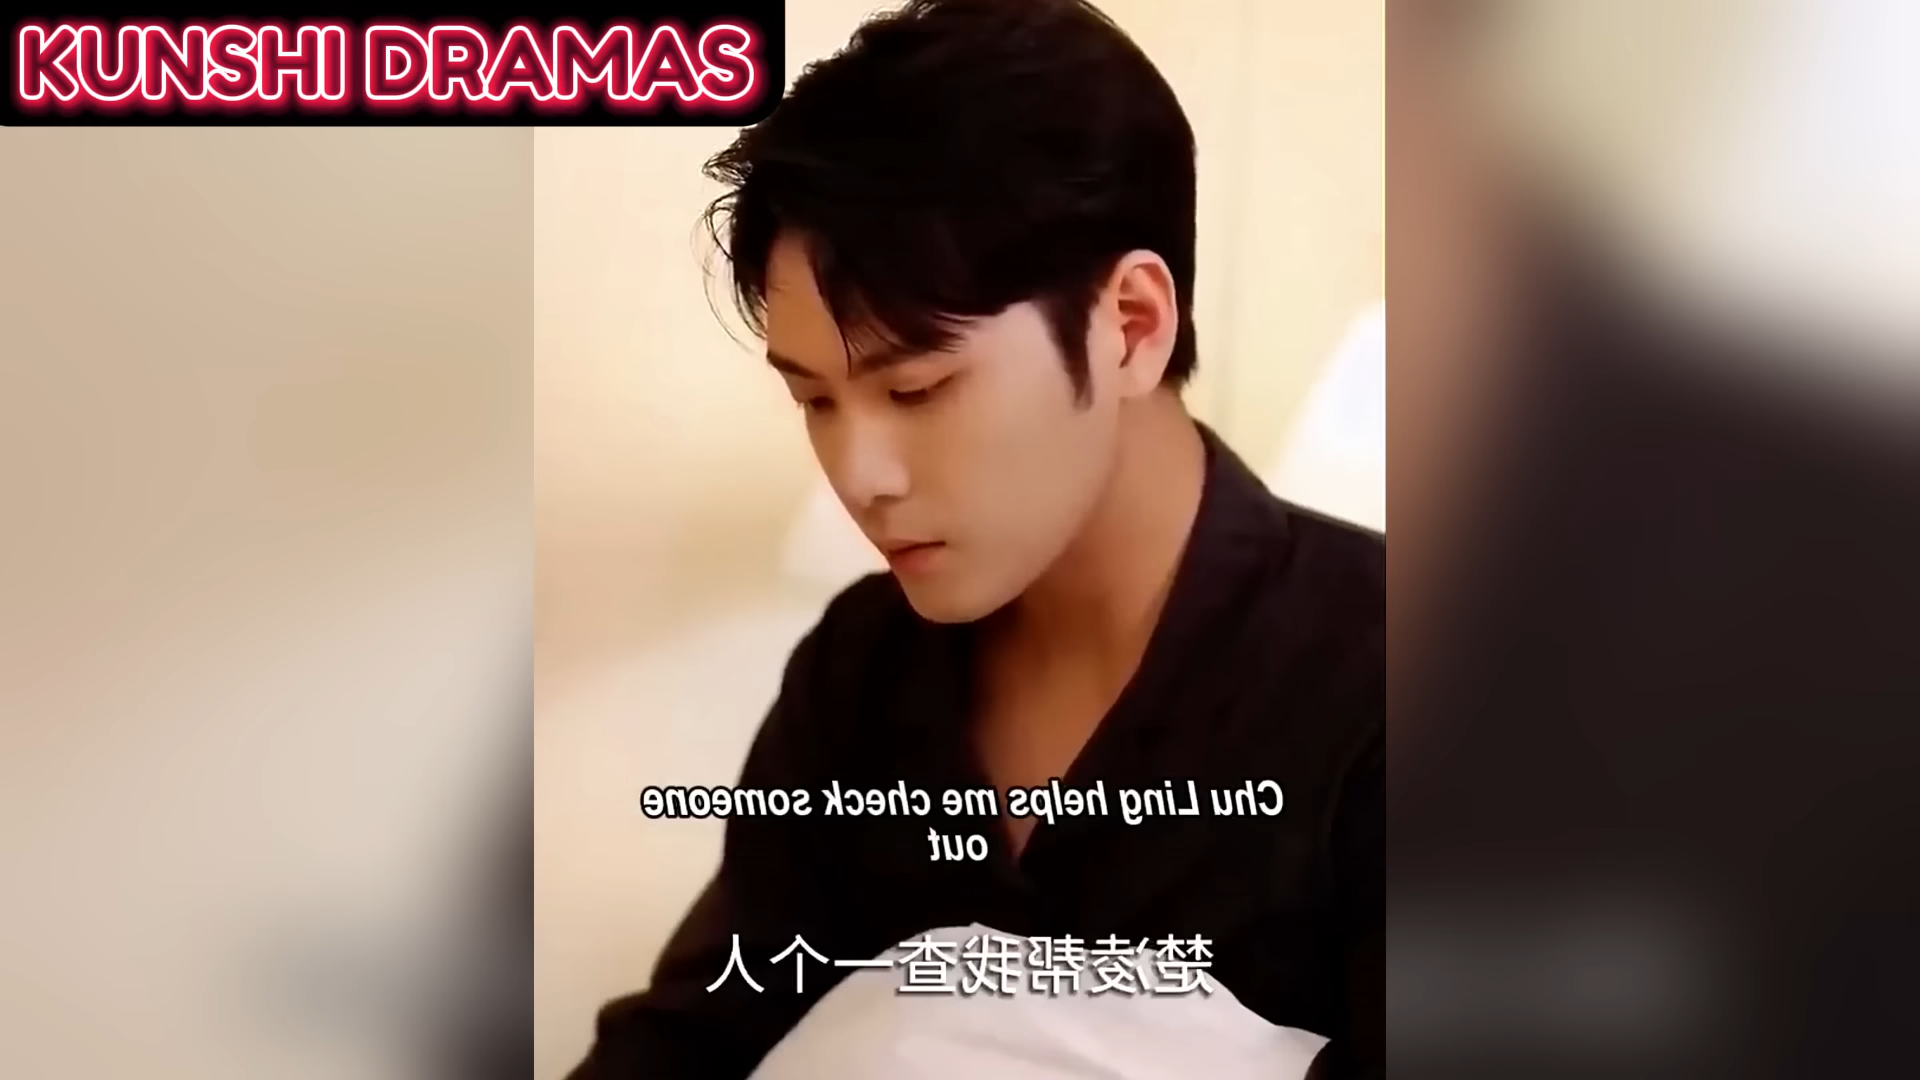 KUNSHI DRAMAS
Chu Ling helps me check someone
out
楚凌帮我查一个人